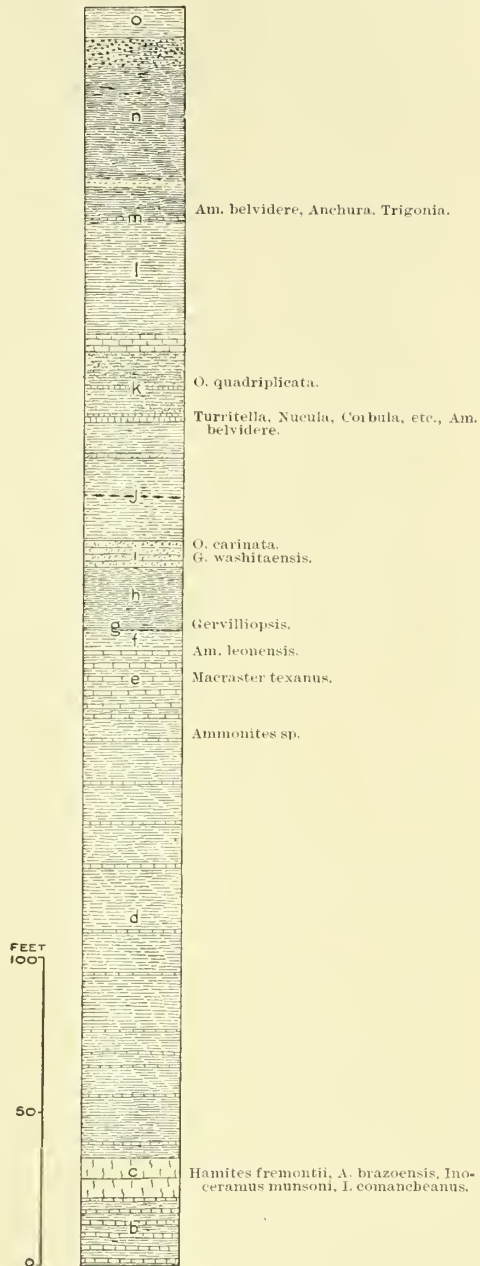 o
n
Am. belvidere, Anchura, Trigonia.
m
l
k
O. quadriplicata.
Turritella, Nucula, Corbula, etc., Am.
belvidere.
j
O. carinata.
i
G. washitaensis.
h
g
Gervilliopsis.
f
Am. leonensis.
e
Macraster texanus.
Ammonites sp.
d
FEET
100
50
c
Hamites fremontii, A. brazoensis, Ino-
ceramus munsoni, I. comancheanus.
b
0